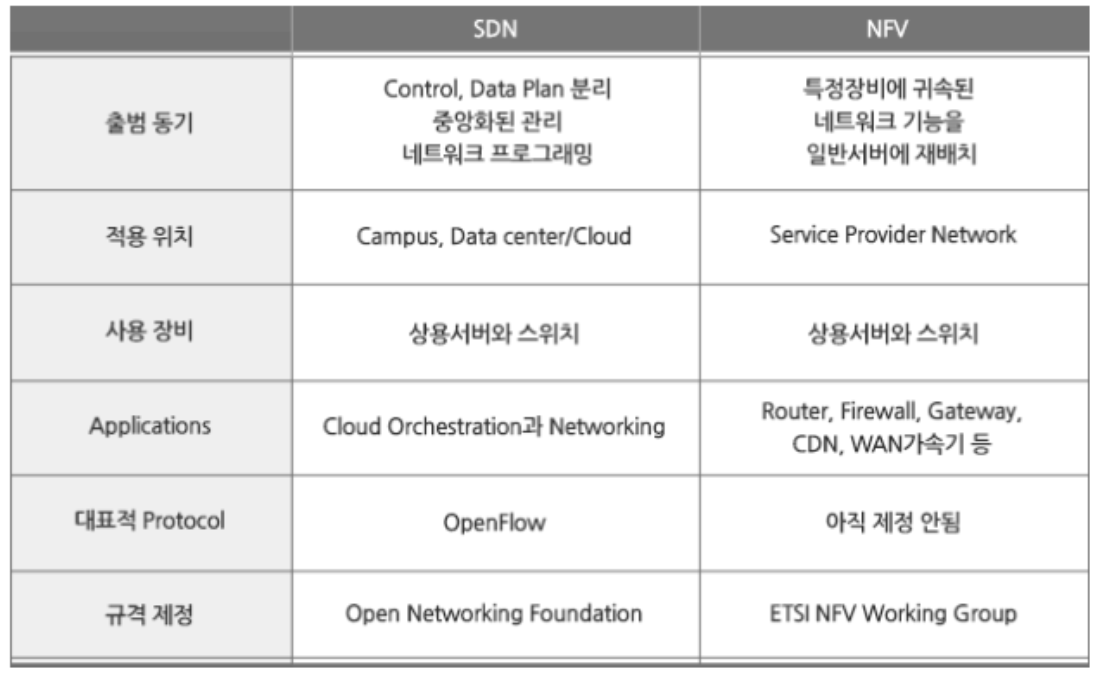 SDN
NFV
출범 동기
Control, Data Plan 분리
중앙화된 관리
네트워크 프로그래밍
특정장비에 귀속된
네트워크 기능을
일반서버에 재배치
적용 위치
Campus, Data center/Cloud
Service Provider Network
사용 장비
상용서버와 스위치
상용서버와 스위치
Applications
Cloud Orchestration과 Networking
Router, Firewall, Gateway,
CDN, WAN가속기 등
대표적 Protocol
OpenFlow
아직 제정 안됨
규격 제정
Open Networking Foundation
ETSI NFV Working Group